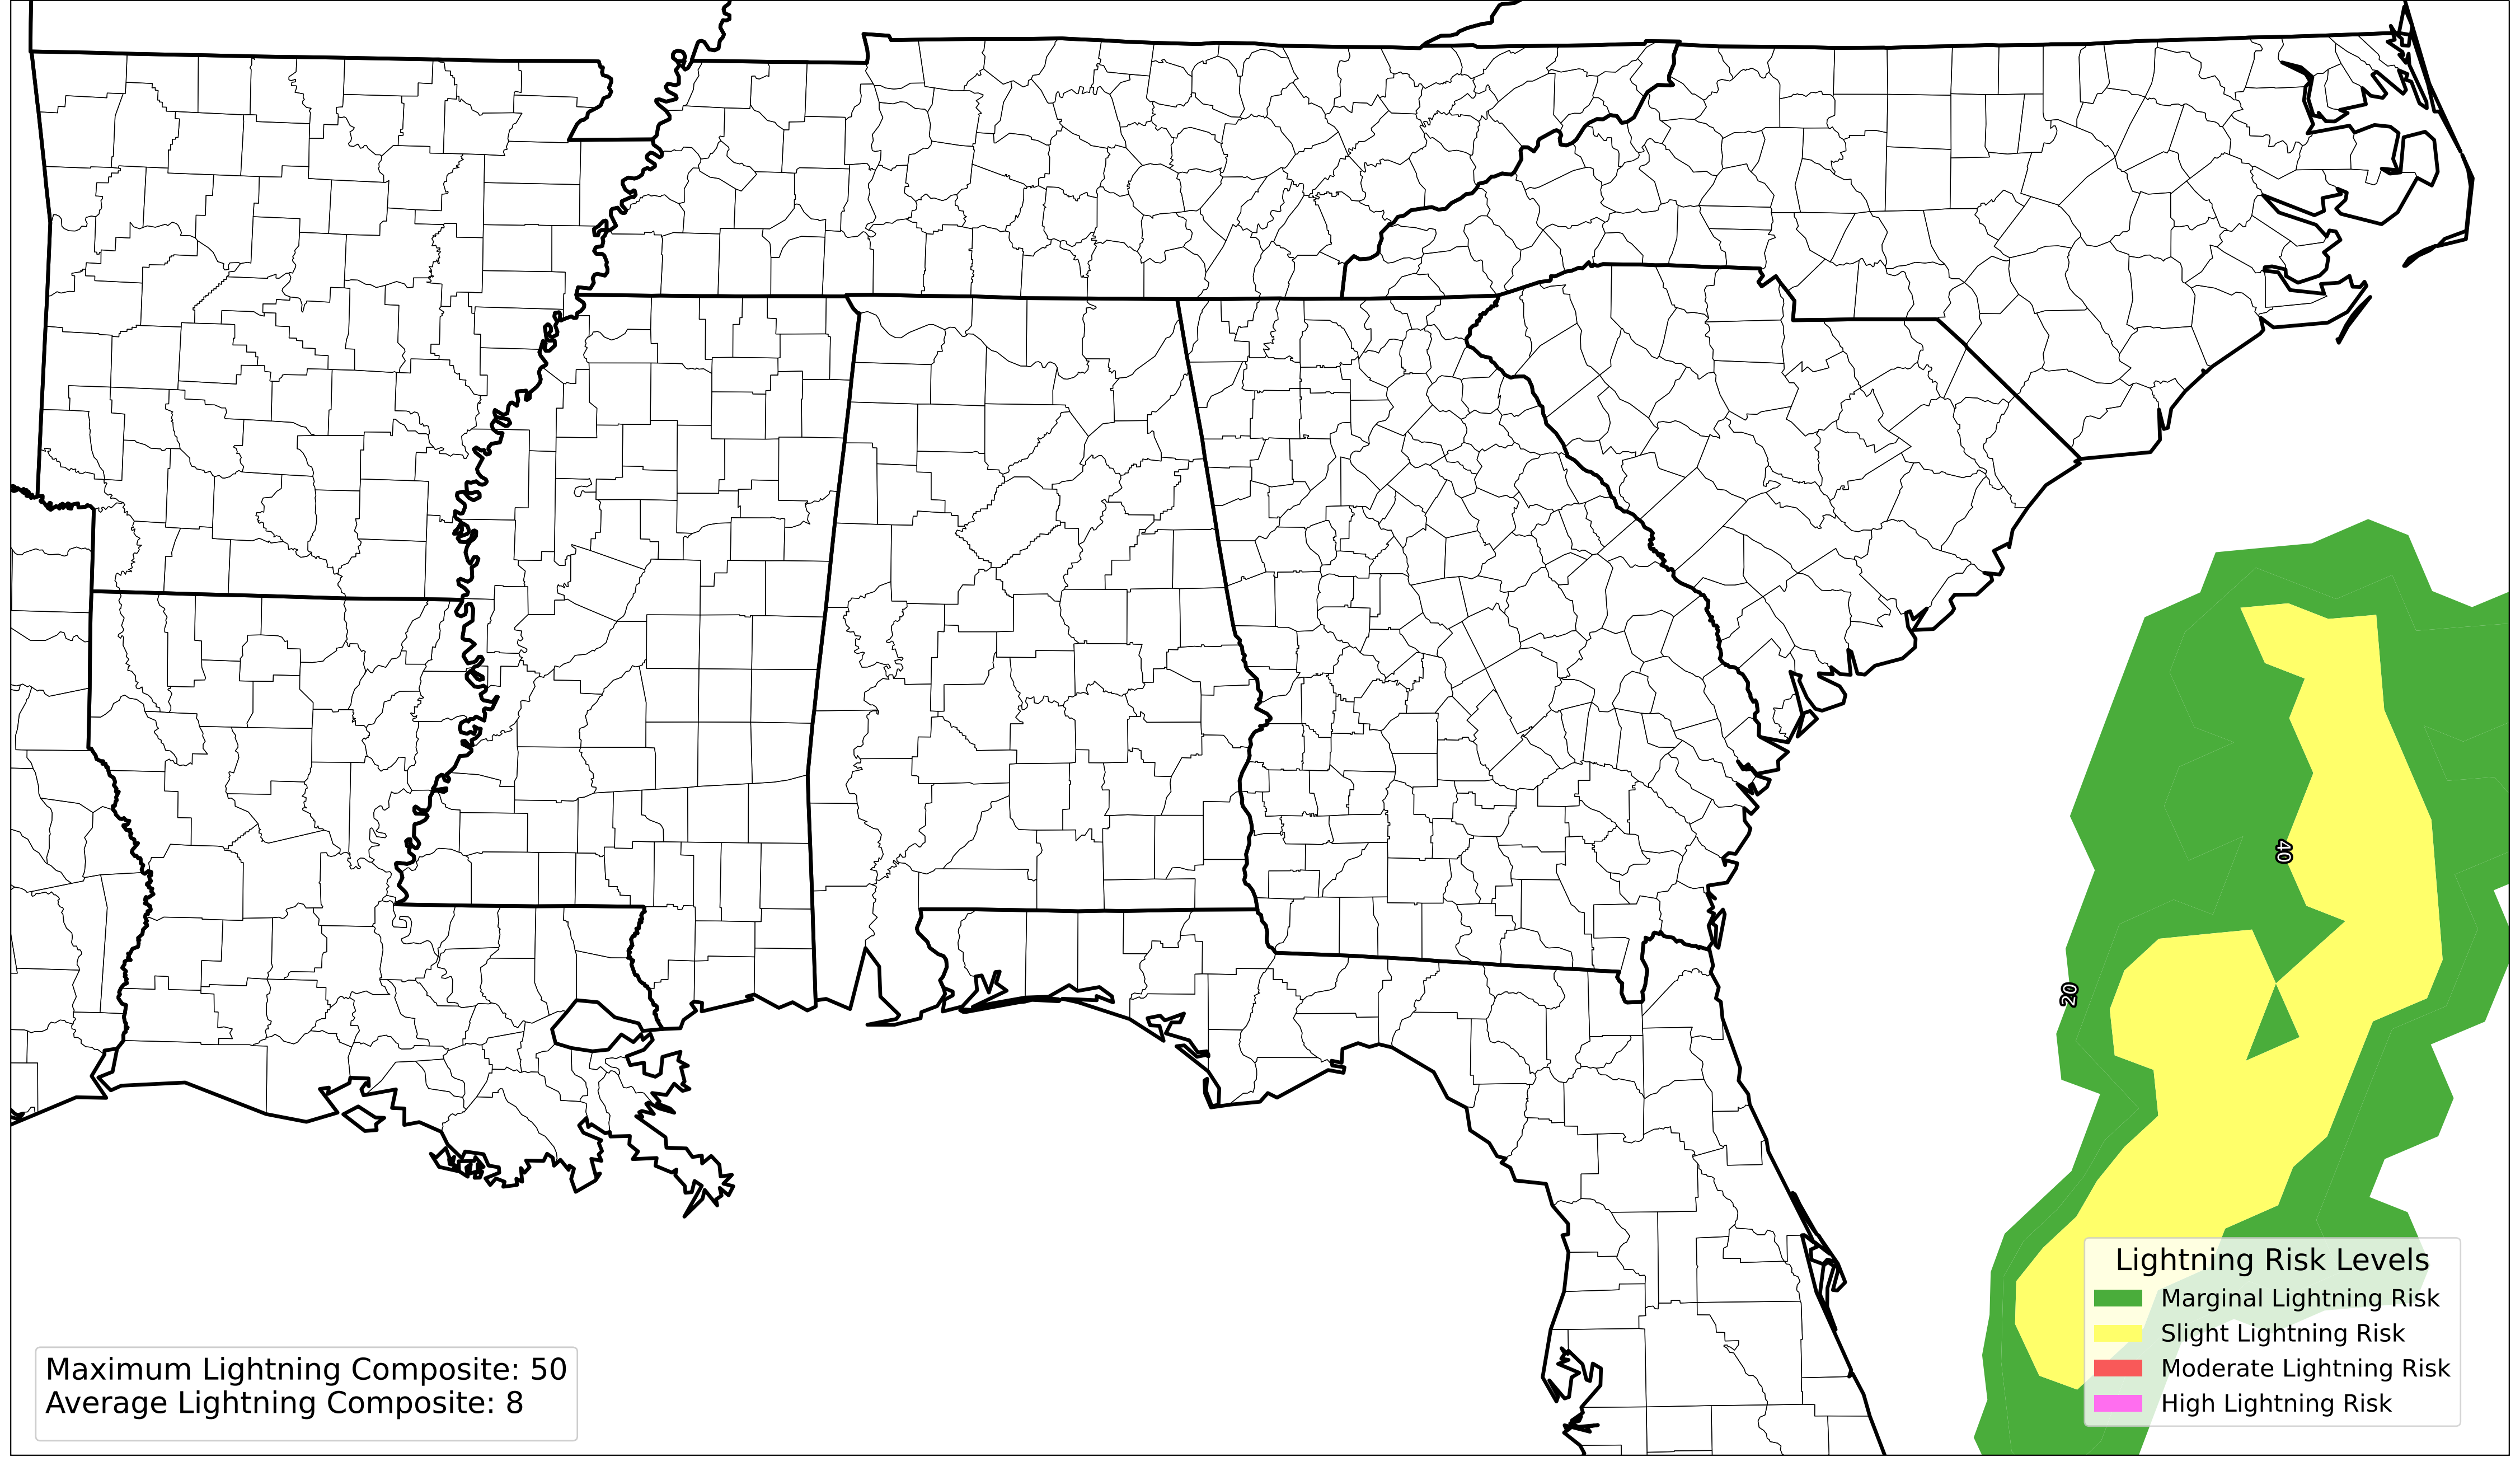 40
20
Lightning Risk Levels
Marginal Lightning Risk
Slight Lightning Risk
Moderate Lightning Risk
High Lightning Risk
Maximum Lightning Composite: 50
Average Lightning Composite: 8